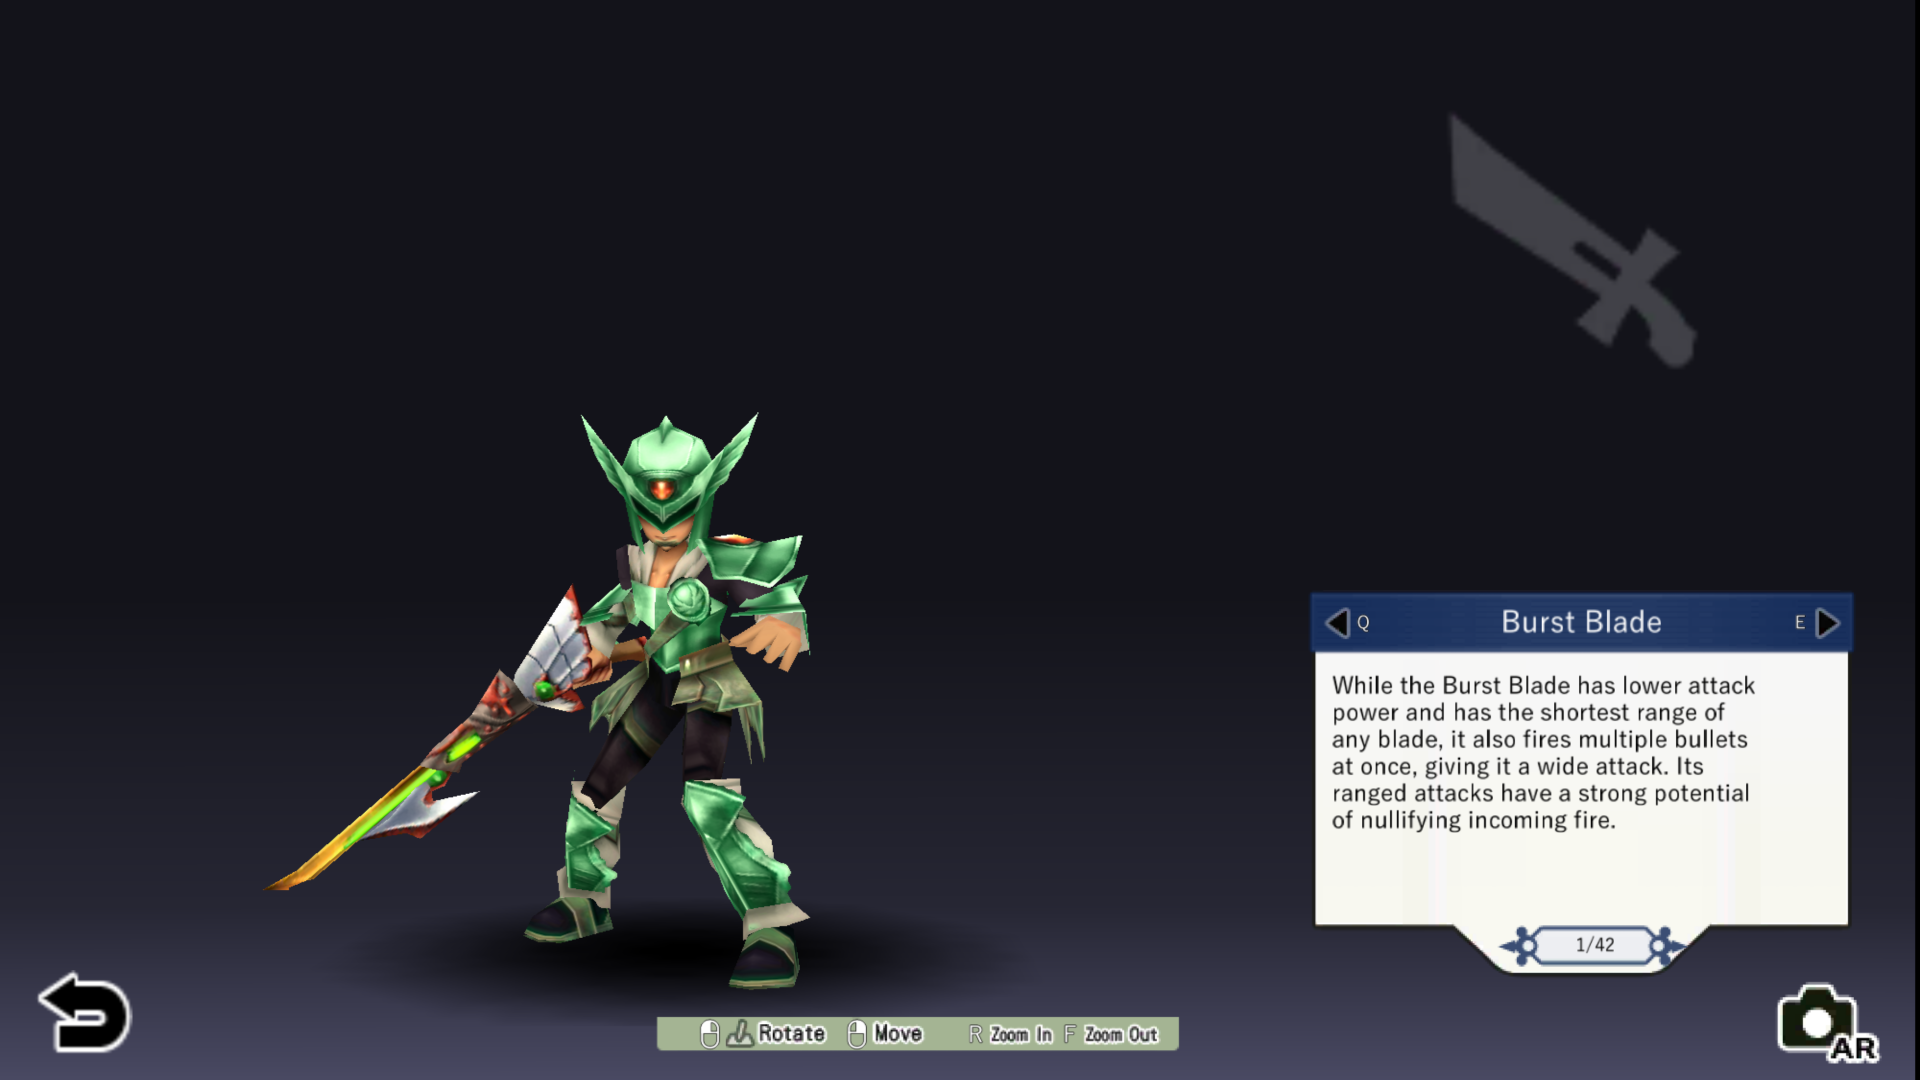 Q Burst Blade E
While the Burst Blade has lower attack
power and has the shortest range of
any blade, it also fires multiple bullets
at once, giving it a wide attack. Its
ranged attacks have a strong potential
of nullifying incoming fire.
1/42
Rotate Move R Zoom In F Zoom Out
AR